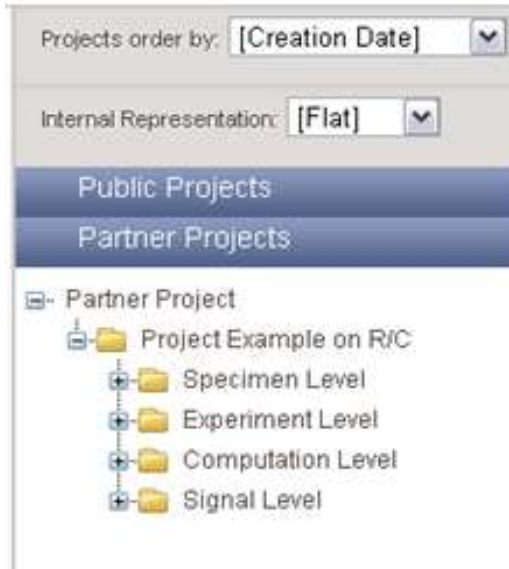 Projects order by: [Creation Date]
Internal Representation: [Flat]
Public Projects
Partner Projects
Partner Project
Project Example on R/C
Specimen Level
Experiment Level
Computation Level
Signal Level